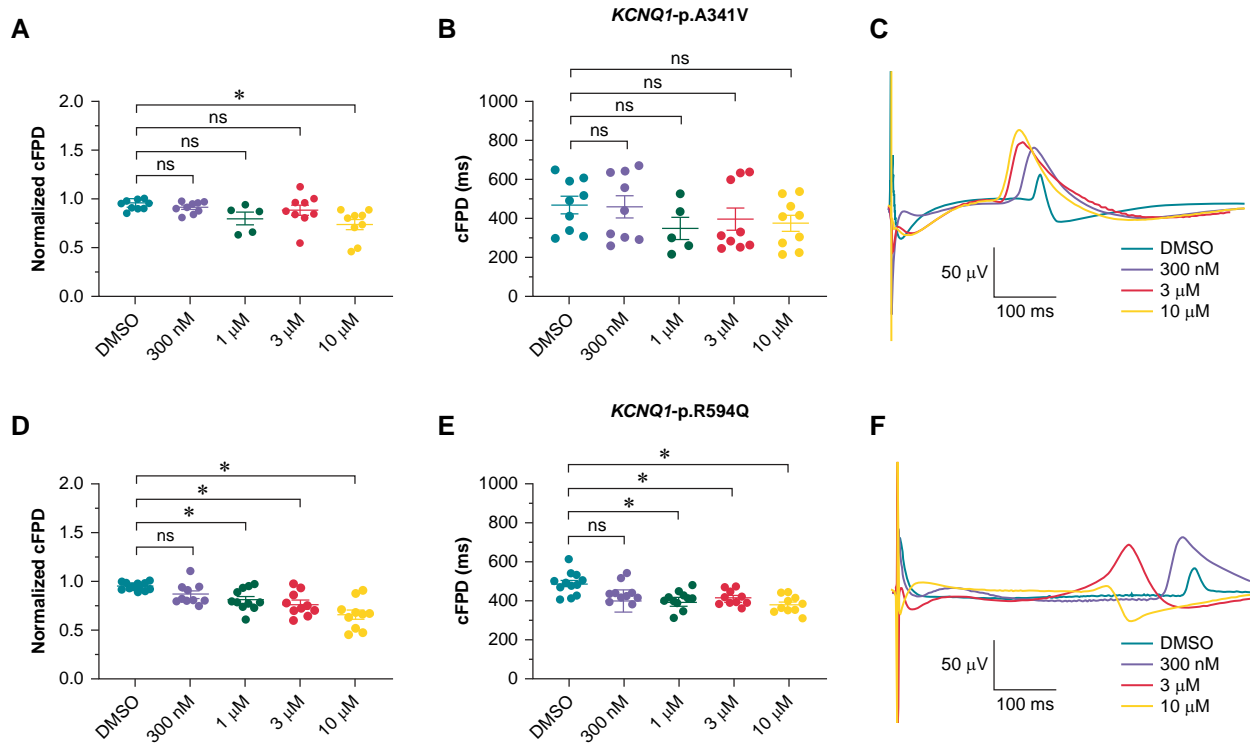 KCNQ1-p.A341V
A
B
C
Normalized cFPD
2.0
1.5
1.0
0.5
0.0
*
ns
ns
ns
DMSO
300 nM
1 μM
3 μM
10 μM
cFPD (ms)
1000
800
600
400
200
0
ns
ns
ns
ns
DMSO
300 nM
1 μM
3 μM
10 μM
50 μV
100 ms
DMSO
300 nM
3 μM
10 μM
KCNQ1-p.R594Q
D
E
F
Normalized cFPD
2.0
1.5
1.0
0.5
0.0
*
*
*
ns
DMSO
300 nM
1 μM
3 μM
10 μM
cFPD (ms)
1000
800
600
400
200
0
*
*
*
ns
DMSO
300 nM
1 μM
3 μM
10 μM
50 μV
100 ms
DMSO
300 nM
3 μM
10 μM